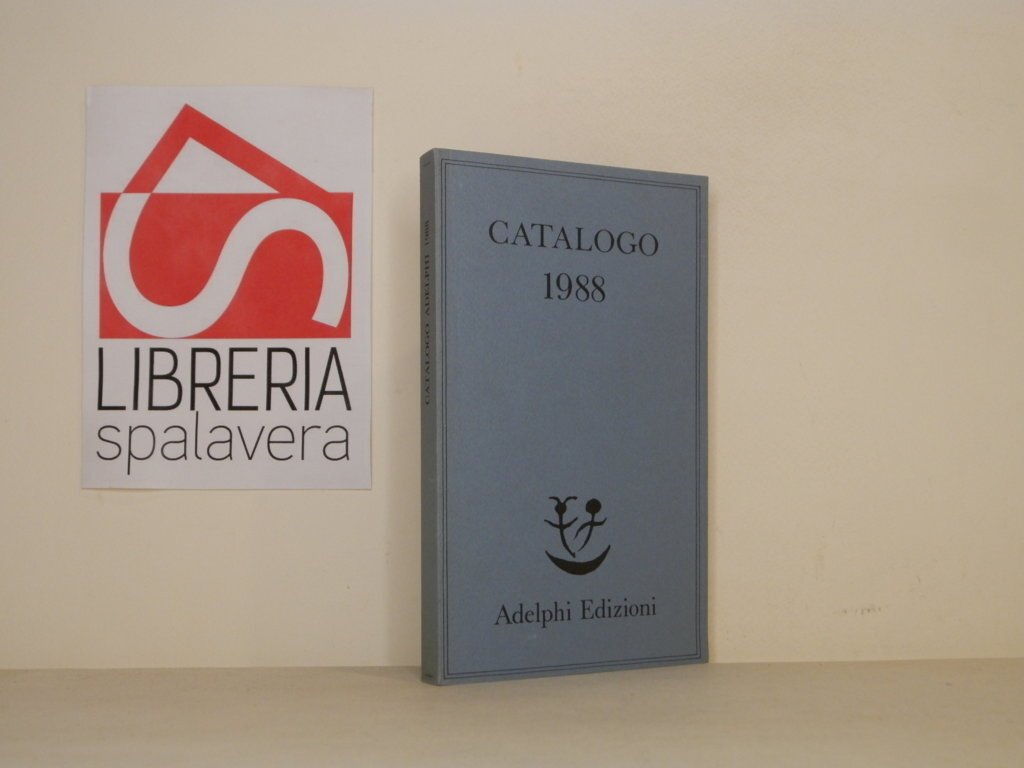 LIBRERIA
spalavera
CATALOGO ADELPHI 1988
CATALOGO
1988
Adelphi Edizioni